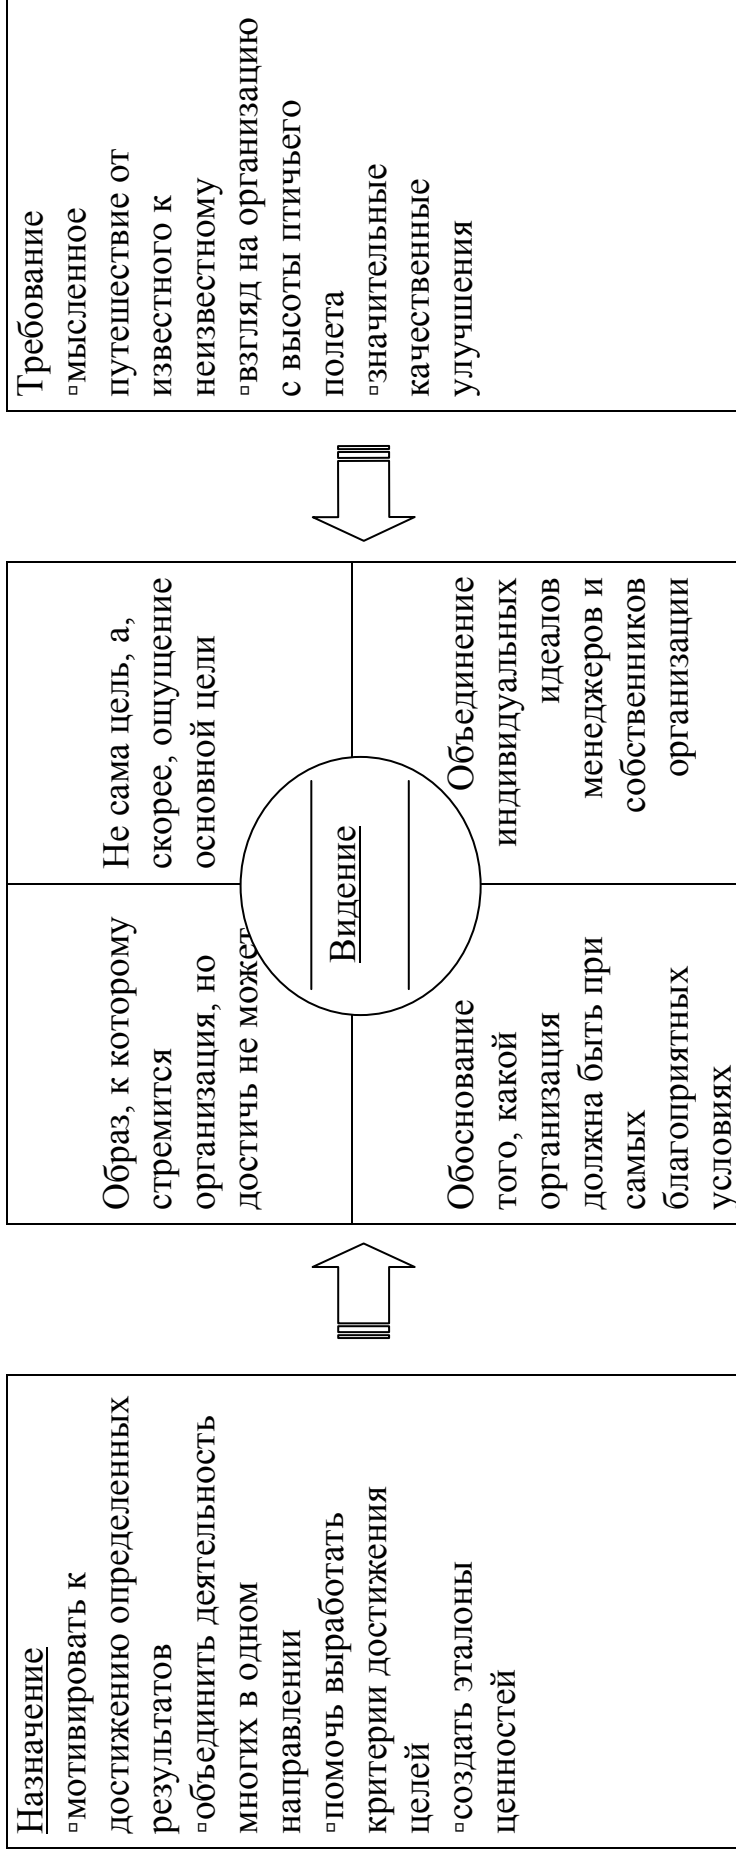 Назначение
▫мотивировать к
достижению определенных
результатов
▫объединить деятельность
многих в одном
направлении
▫помочь выработать
критерии достижения
целей
▫создать эталоны
ценностей
Образ, к которому
стремится
организация, но
достичь не может
Не сама цель, а,
скорее, ощущение
основной цели
Видение
Обоснование
того, какой
организация
должна быть при
самых
благоприятных
условиях
Объединение
индивидуальных
идеалов
менеджеров и
собственников
организации
Требование
▫мысленное
путешествие от
известного к
неизвестному
▫взгляд на организацию
с высоты птичьего
полета
▫значительные
качественные
улучшения